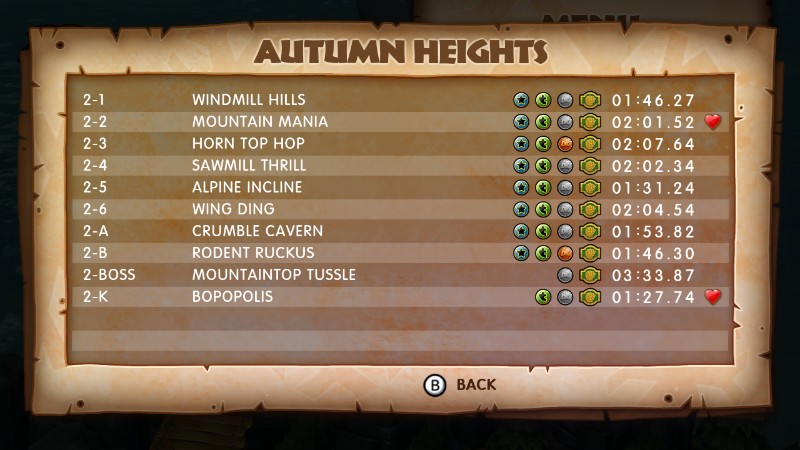 MENU
AUTUMN HEIGHTS
2-1 WINDMILL HILLS 01:46.27
2-2 MOUNTAIN MANIA 02:01.52
2-3 HORN TOP HOP 02:07.64
2-4 SAWMILL THRILL 02:02.34
2-5 ALPINE INCLINE 01:31.24
2-6 WING DING 02:04.54
2-A CRUMBLE CAVERN 01:53.82
2-B RODENT RUCKUS 01:46.30
2-BOSS MOUNTAINTOP TUSSLE 03:33.87
2-K BOPOPOLIS 01:27.74
B BACK